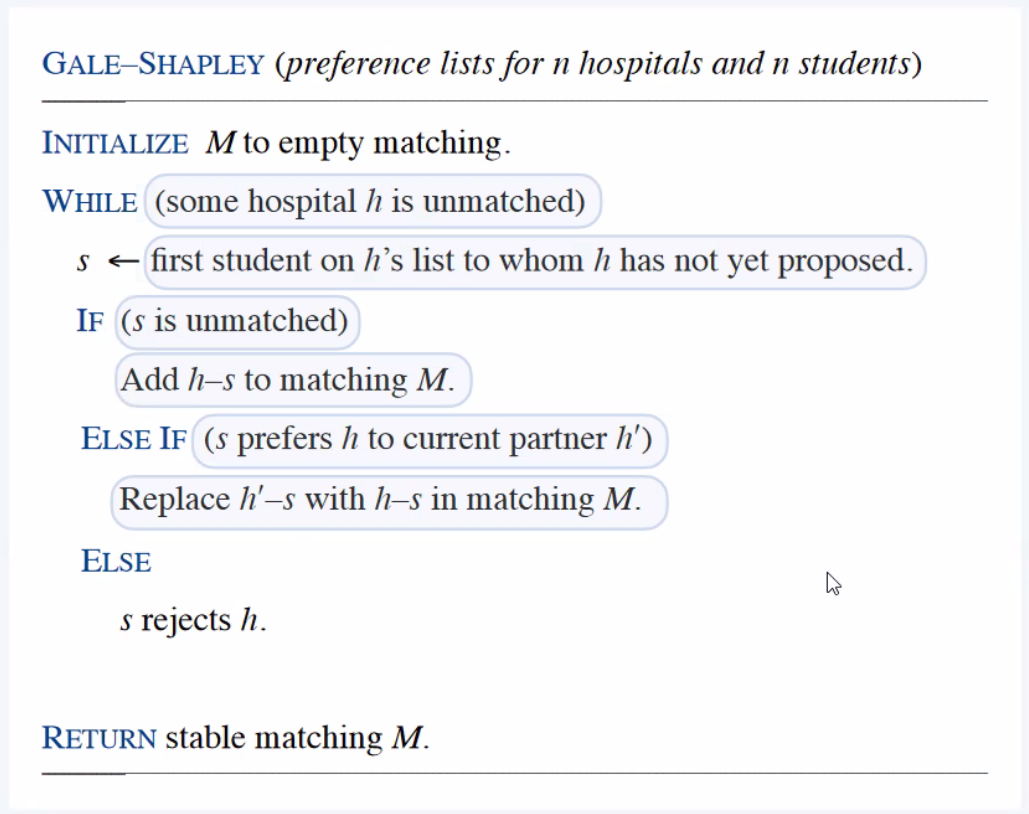 GALE–SHAPLEY (preference lists for n hospitals and n students)
INITIALIZE M to empty matching.
WHILE (some hospital h is unmatched)
s ← first student on h’s list to whom h has not yet proposed.
IF (s is unmatched)
Add h–s to matching M.
ELSE IF (s prefers h to current partner h′)
Replace h′–s with h–s in matching M.
ELSE
s rejects h.
RETURN stable matching M.